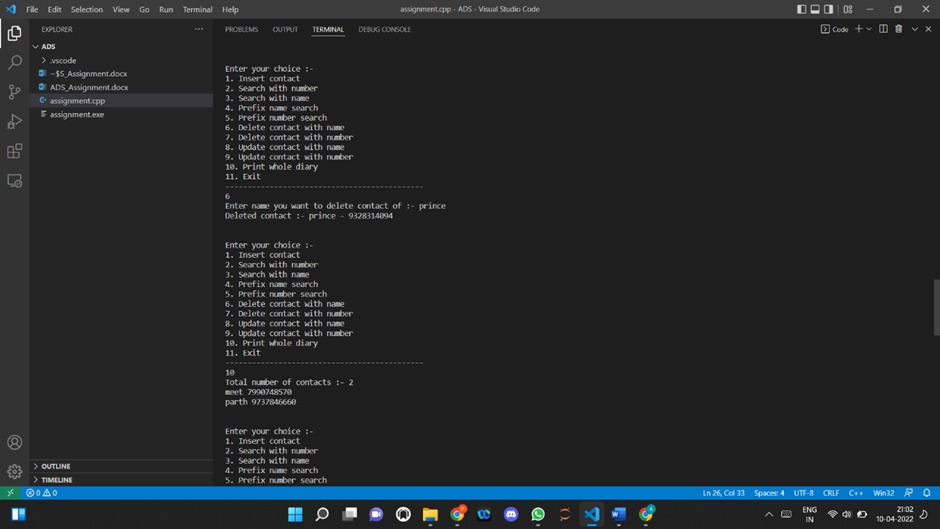 File Edit Selection View Go Run Terminal Help
assignment.cpp - ADS - Visual Studio Code
EXPLORER
ADS
.vscode
~$S_Assignment.docx
ADS_Assignment.docx
assignment.cpp
assignment.exe
OUTLINE
TIMELINE
PROBLEMS OUTPUT TERMINAL DEBUG CONSOLE
Code
Enter your choice :-
1. Insert contact
2. Search with number
3. Search with name
4. Prefix name search
5. Prefix number search
6. Delete contact with name
7. Delete contact with number
8. Update contact with name
9. Update contact with number
10. Print whole diary
11. Exit
---------------------------------------------
6
Enter name you want to delete contact of :- prince
Deleted contact :- prince - 9328314094
Enter your choice :-
1. Insert contact
2. Search with number
3. Search with name
4. Prefix name search
5. Prefix number search
6. Delete contact with name
7. Delete contact with number
8. Update contact with name
9. Update contact with number
10. Print whole diary
11. Exit
---------------------------------------------
10
Total number of contacts :- 2
meet 7990748570
parth 9737846660
Enter your choice :-
1. Insert contact
2. Search with number
3. Search with name
4. Prefix name search
5. Prefix number search
0 0
Ln 26, Col 33 Spaces: 4 UTF-8 CRLF C++ Win32
ENG
IN
21:02
10-04-2022